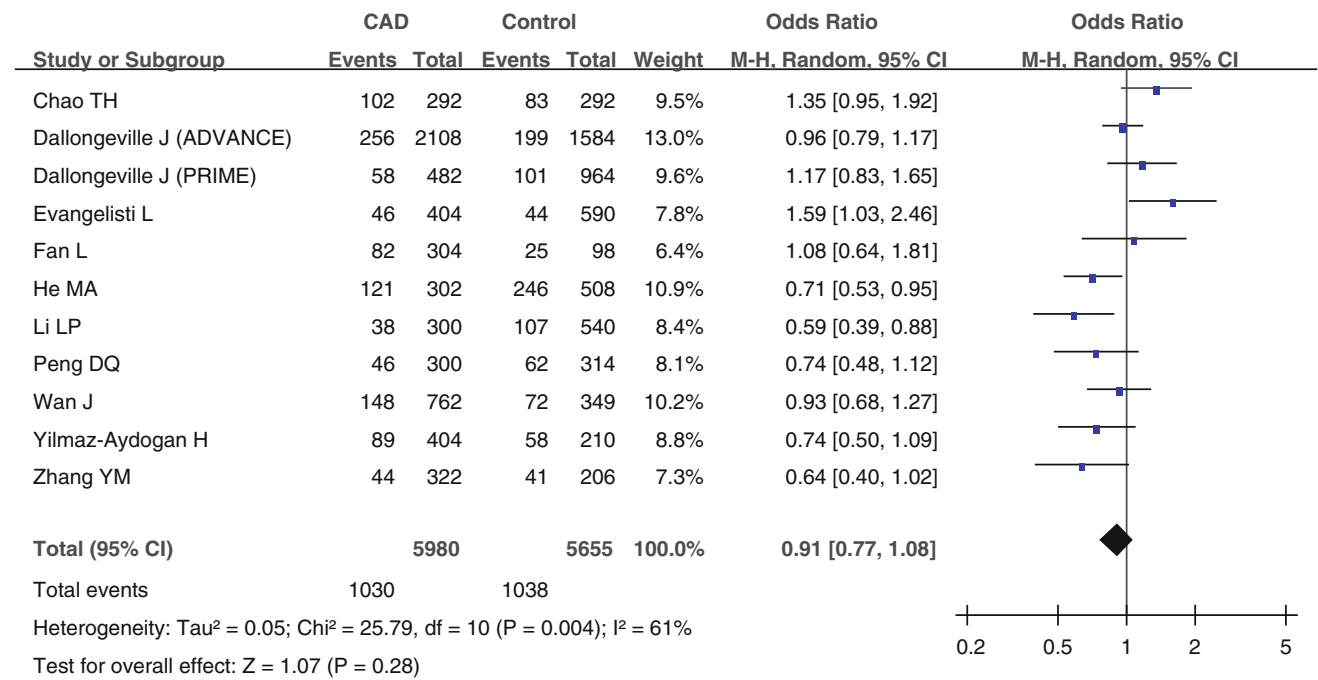 CAD Control Odds Ratio Odds Ratio
Study or Subgroup Events Total Events Total Weight M-H, Random, 95% CI M-H, Random, 95% CI
Chao TH 102 292 83 292 9.5% 1.35 [0.95, 1.92]
Dallongeville J (ADVANCE) 256 2108 199 1584 13.0% 0.96 [0.79, 1.17]
Dallongeville J (PRIME) 58 482 101 964 9.6% 1.17 [0.83, 1.65]
Evangelisti L 46 404 44 590 7.8% 1.59 [1.03, 2.46]
Fan L 82 304 25 98 6.4% 1.08 [0.64, 1.81]
He MA 121 302 246 508 10.9% 0.71 [0.53, 0.95]
Li LP 38 300 107 540 8.4% 0.59 [0.39, 0.88]
Peng DQ 46 300 62 314 8.1% 0.74 [0.48, 1.12]
Wan J 148 762 72 349 10.2% 0.93 [0.68, 1.27]
Yilmaz-Aydogan H 89 404 58 210 8.8% 0.74 [0.50, 1.09]
Zhang YM 44 322 41 206 7.3% 0.64 [0.40, 1.02]
Total (95% CI) 5980 5655 100.0% 0.91 [0.77, 1.08]
Total events 1030 1038
Heterogeneity: Tau² = 0.05; Chi² = 25.79, df = 10 (P = 0.004); I² = 61%
Test for overall effect: Z = 1.07 (P = 0.28)
0.2 0.5 1 2 5